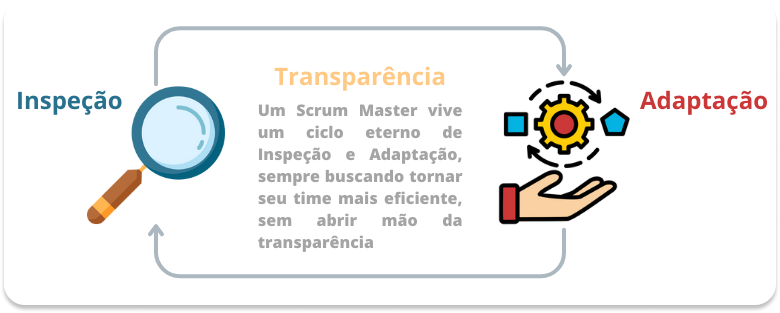 Transparência
Inspeção
Adaptação
Um Scrum Master vive
um ciclo eterno de
Inspeção e Adaptação,
sempre buscando tornar
seu time mais eficiente,
sem abrir mão da
transparência